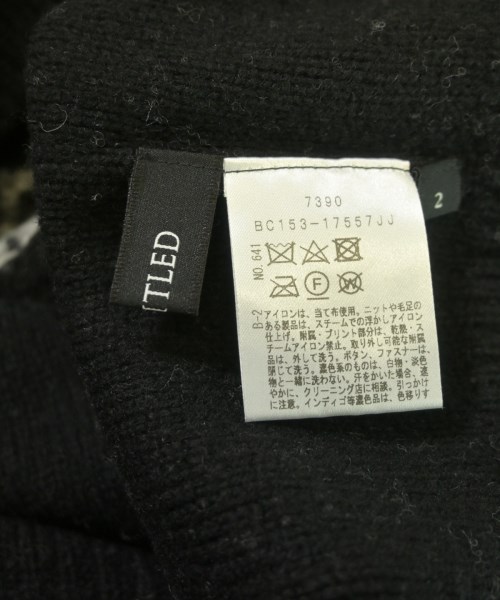 TLED
2
7390
BC153-17557JJ
NO.641
F
W
B-2
アイロンは、当て布使用。ニットや毛足の
ある製品は、スチームでの浮かしアイロン
仕上げ。附属・プリント部分は、乾熱・ス
チームアイロン禁止。取り外し可能な附属
品は、外して洗う。ボタン、ファスナーは、
閉じて洗う。濃色系のものは、白物・淡色
物と一緒に洗わない。汗をかいた場合、速
やかに、クリーニング店に相談。引っかけ
に注意。インディゴ等濃色品は、色移りす